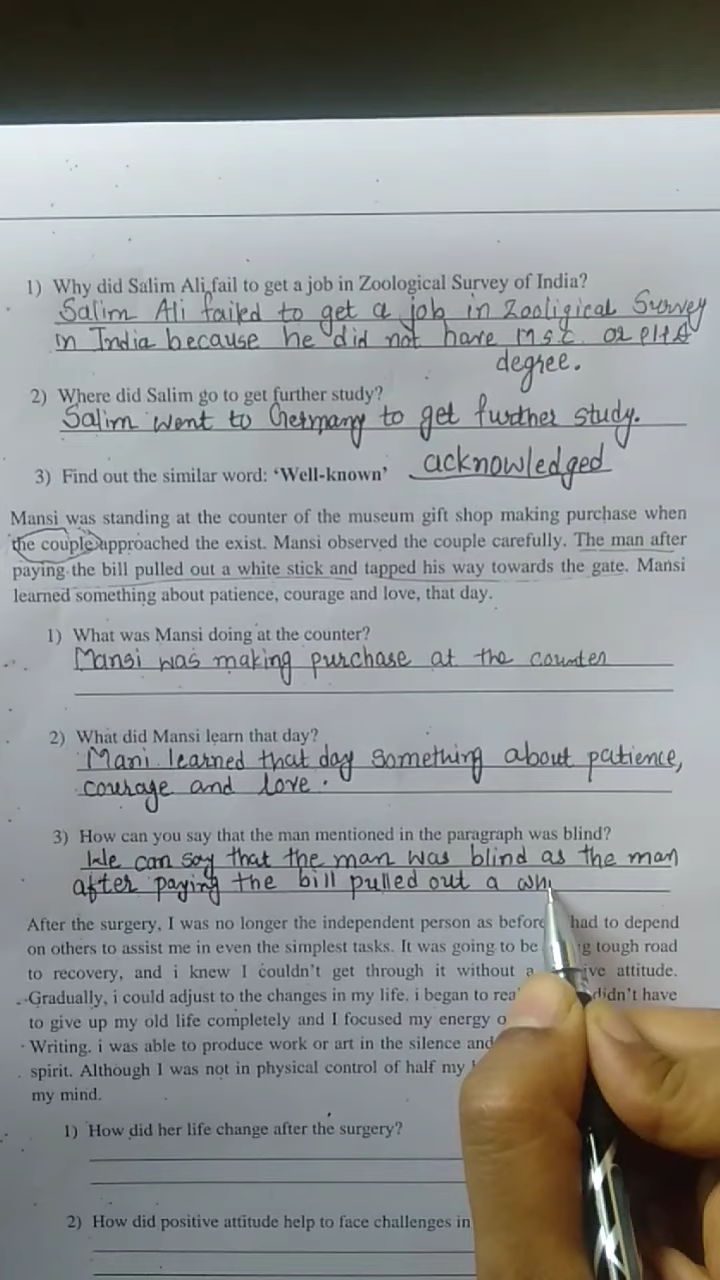 1) Why did Salim Ali fail to get a job in Zoological Survey of India?
Salim Ali failed to get a job in Zooligical Survey
in India because he did not have M.S.C. or PHD
degree.
2) Where did Salim go to get further study?
Salim went to Germany to get further study.
3) Find out the similar word: ‘Well-known’ acknowledged
Mansi was standing at the counter of the museum gift shop making purchase when
the couple approached the exist. Mansi observed the couple carefully. The man after
paying the bill pulled out a white stick and tapped his way towards the gate. Mansi
learned something about patience, courage and love, that day.
1) What was Mansi doing at the counter?
Mansi was making purchase at the counter
2) What did Mansi learn that day?
Mani learned that day something about patience,
courage and love.
3) How can you say that the man mentioned in the paragraph was blind?
We can say that the man was blind as the man
after paying the bill pulled out a whi
After the surgery, I was no longer the independent person as before had to depend
on others to assist me in even the simplest tasks. It was going to be g tough road
to recovery, and i knew I couldn't get through it without a ive attitude.
Gradually, i could adjust to the changes in my life. i began to rea didn't have
to give up my old life completely and I focused my energy o
Writing. i was able to produce work or art in the silence and
spirit. Although I was not in physical control of half my
my mind.
1) How did her life change after the surgery?
2) How did positive attitude help to face challenges in